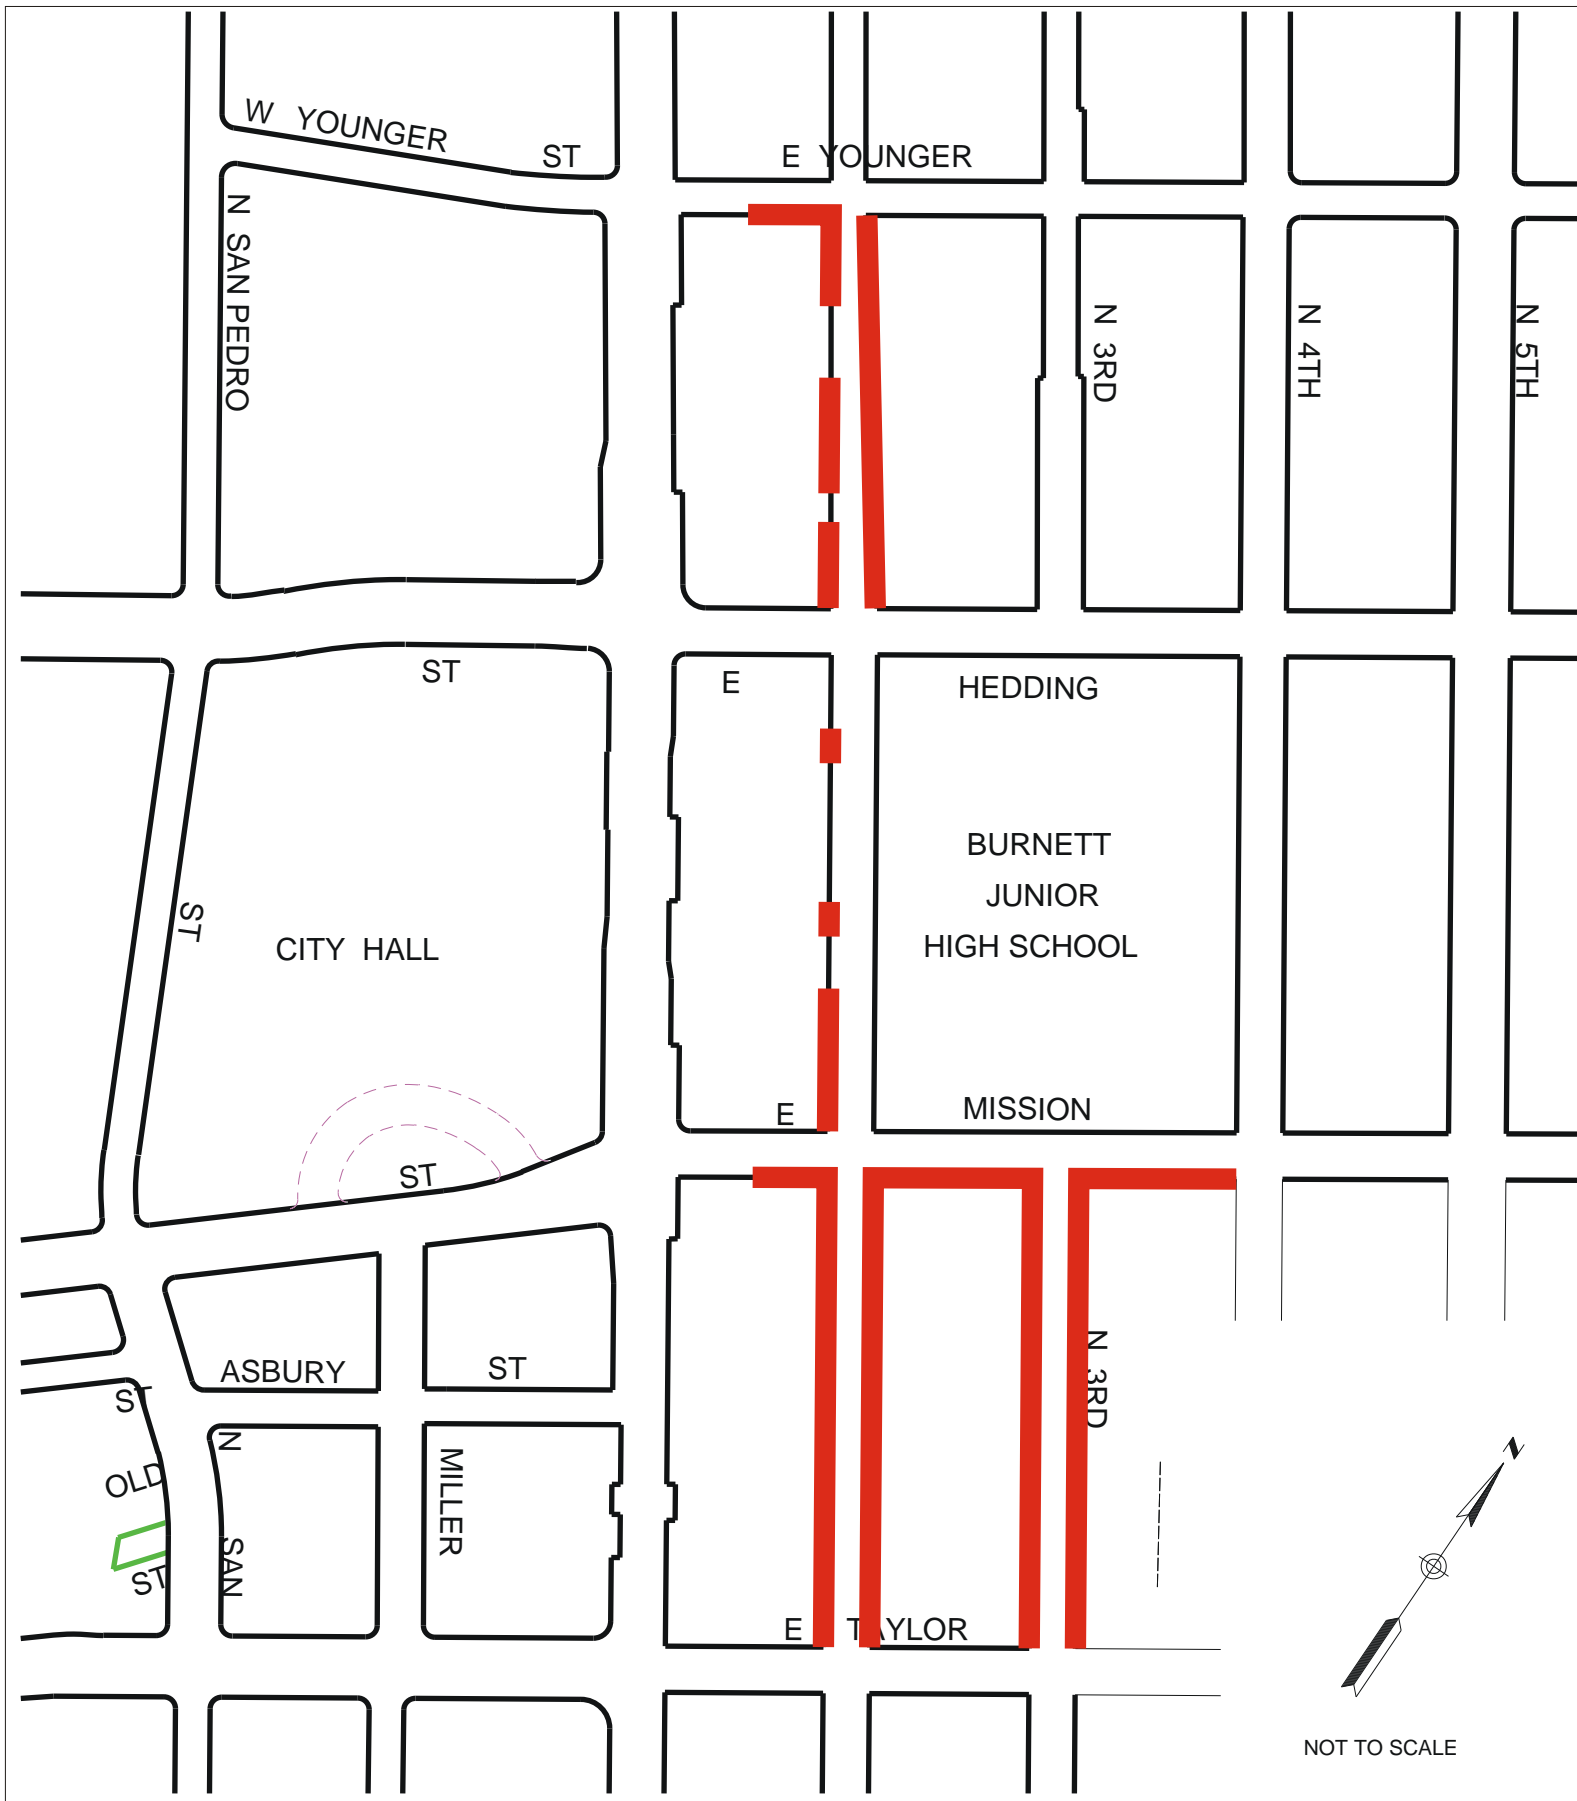 W YOUNGER ST
E YOUNGER
N SAN PEDRO
N 3RD
N 4TH
N 5TH
ST
E
HEDDING
BURNETT
JUNIOR
HIGH SCHOOL
ST
CITY HALL
E
MISSION
ST
ASBURY
ST
ST
N 3RD
N
SAN
MILLER
OLD
ST
E TAYLOR
N
NOT TO SCALE